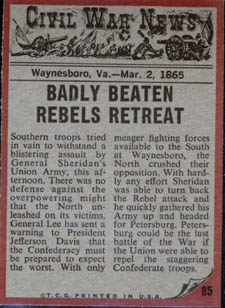 CIVIL WAR NEWS
Waynesboro, Va.—Mar. 2, 1865
BADLY BEATEN
REBELS RETREAT
Southern troops tried
in vain to withstand a
blistering assault by
General Sheridan's
Union Army, this af-
ternoon. There was no
defense against the
overpowering might
that the North un-
leashed on its victims.
General Lee has sent a
warning to President
Jefferson Davis that
the Confederacy must
be prepared to expect
the worst. With only
meager fighting forces
available to the South
at Waynesboro, the
North crushed their
opposition. With hard-
ly any effort Sheridan
was able to turn back
the Rebel attack and
he quickly gathered his
Army up and headed
for Petersburg. Peters-
burg could be the last
battle of the War if
the Union were able to
repel the staggering
Confederate troops.
©T.C.G. PRINTED IN U.S.A.
85